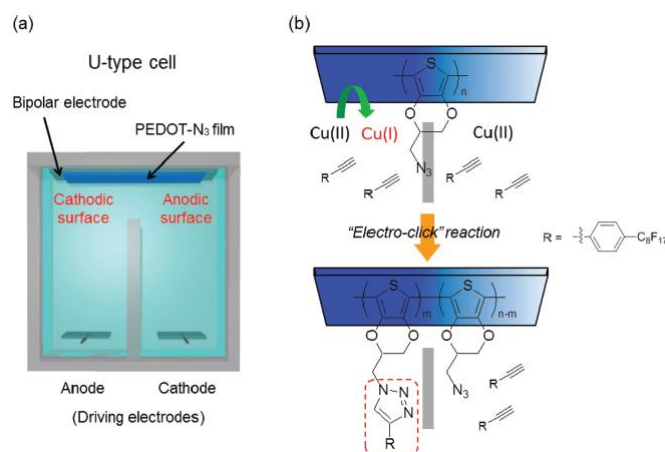 (a)
U-type cell
Bipolar electrode
PEDOT-N₃ film
Cathodic
surface
Anodic
surface
Anode
Cathode
(Driving electrodes)
(b)
S
n
O
O
Cu(II)
Cu(I)
Cu(II)
N₃
R
R
R
R
"Electro-click" reaction
R =
C₈F₁₇
S
S
m
n-m
O
O
O
O
N
N
N
N₃
R
R
R